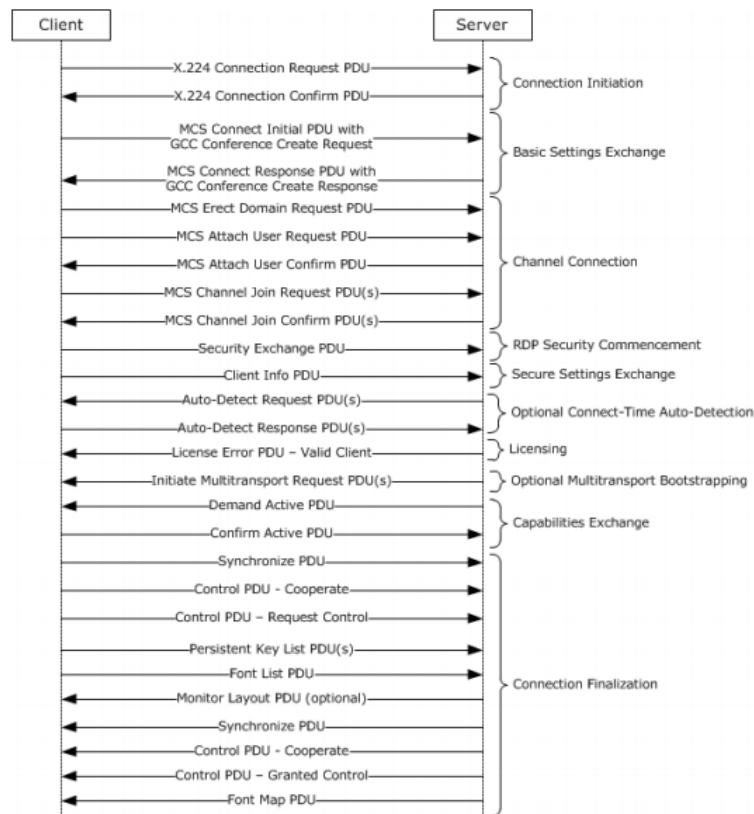 Client
Server
X.224 Connection Request PDU
X.224 Connection Confirm PDU
Connection Initiation
MCS Connect Initial PDU with
GCC Conference Create Request
MCS Connect Response PDU with
GCC Conference Create Response
Basic Settings Exchange
MCS Erect Domain Request PDU
MCS Attach User Request PDU
MCS Attach User Confirm PDU
MCS Channel Join Request PDU(s)
MCS Channel Join Confirm PDU(s)
Channel Connection
Security Exchange PDU
RDP Security Commencement
Client Info PDU
Secure Settings Exchange
Auto-Detect Request PDU(s)
Auto-Detect Response PDU(s)
Optional Connect-Time Auto-Detection
License Error PDU – Valid Client
Licensing
Initiate Multitransport Request PDU(s)
Optional Multitransport Bootstrapping
Demand Active PDU
Confirm Active PDU
Capabilities Exchange
Synchronize PDU
Control PDU - Cooperate
Control PDU – Request Control
Persistent Key List PDU(s)
Font List PDU
Monitor Layout PDU (optional)
Synchronize PDU
Control PDU - Cooperate
Control PDU – Granted Control
Font Map PDU
Connection Finalization